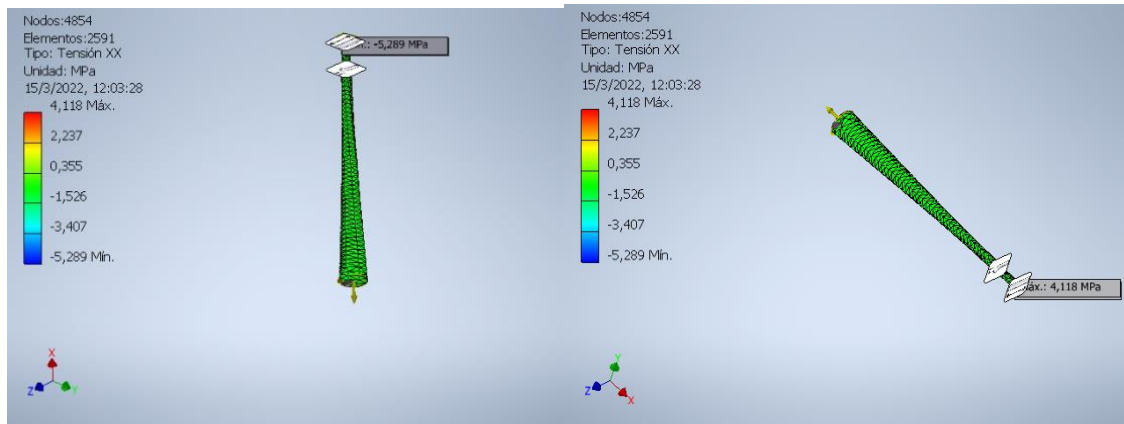 Nodos:4854
Elementos:2591
Tipo: Tensión XX
Unidad: MPa
15/3/2022, 12:03:28
4,118 Máx.
2,237
0,355
-1,526
-3,407
-5,289 Mín.
.: -5,289 MPa
X
Z
Y
Nodos:4854
Elementos:2591
Tipo: Tensión XX
Unidad: MPa
15/3/2022, 12:03:28
4,118 Máx.
2,237
0,355
-1,526
-3,407
-5,289 Mín.
áx.: 4,118 MPa
Y
Z
X